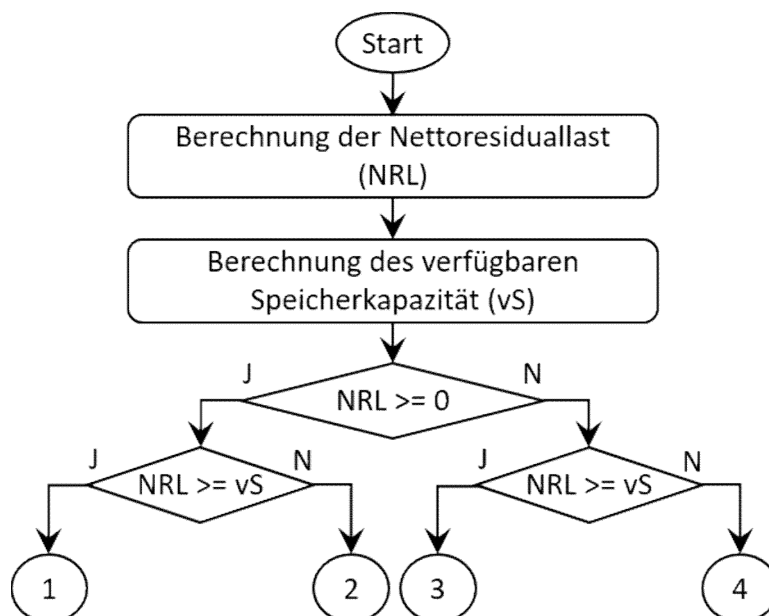 Start
Berechnung der Nettoresiduallast
(NRL)
Berechnung des verfügbaren
Speicherkapazität (vS)
J
N
NRL >= 0
J
N
J
N
NRL >= vS
NRL >= vS
1
2
3
4